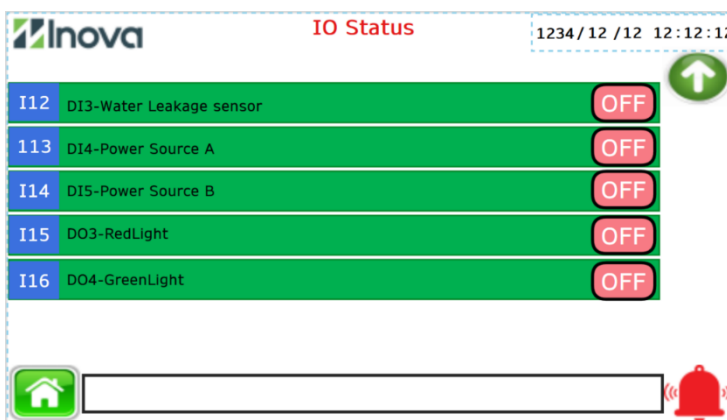 Inova
IO Status
1234/12/12 12:12:12
I12 DI3-Water Leakage sensor OFF
113 DI4-Power Source A OFF
I14 DI5-Power Source B OFF
I15 DO3-RedLight OFF
I16 DO4-GreenLight OFF